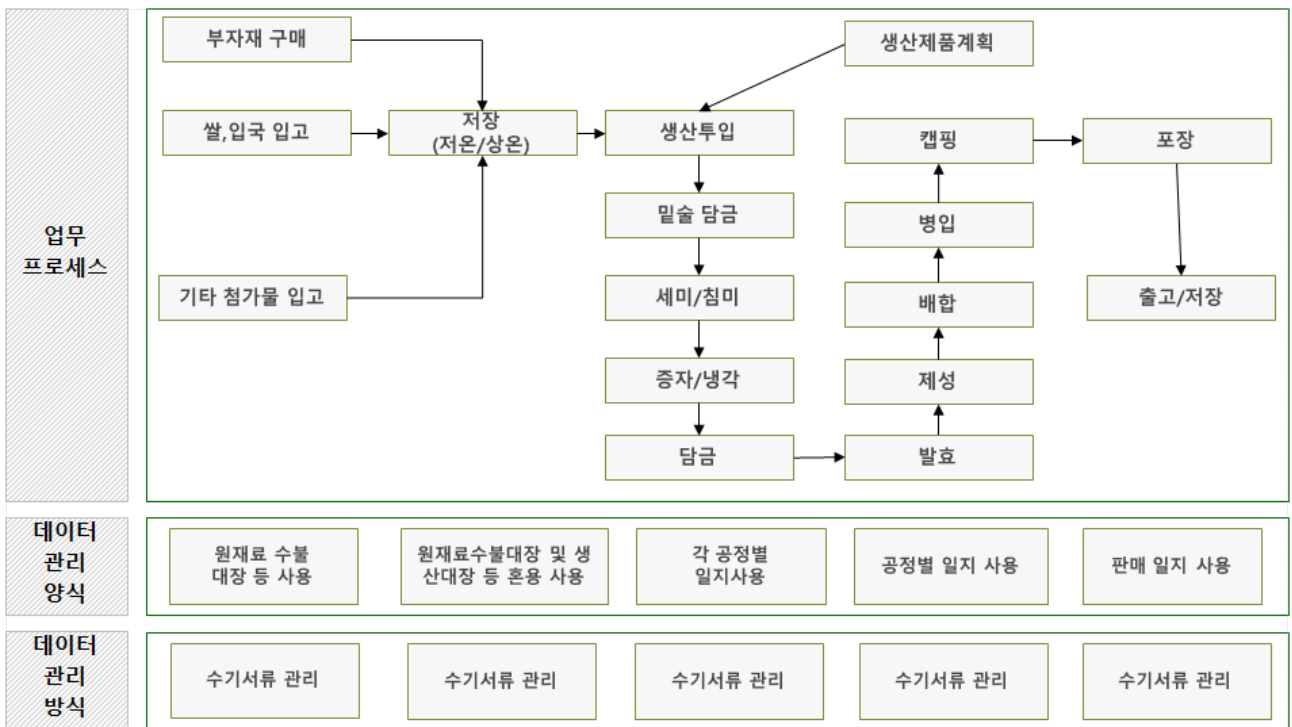 업무
프로세스
부자재 구매
생산제품계획
쌀,입국 입고
저장
(저온/상온)
생산투입
캡핑
포장
밑술 담금
병입
기타 첨가물 입고
세미/침미
배합
출고/저장
증자/냉각
제성
담금
발효
데이터
관리
양식
원재료 수불
대장 등 사용
원재료수불대장 및 생
산대장 등 혼용 사용
각 공정별
일지사용
공정별 일지 사용
판매 일지 사용
데이터
관리
방식
수기서류 관리
수기서류 관리
수기서류 관리
수기서류 관리
수기서류 관리